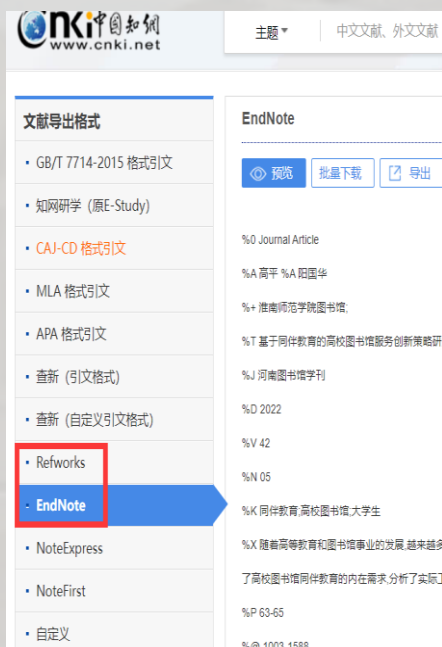 cnki中国知网
www.cnki.net
主题
中文文献、外文文献
文献导出格式
GB/T 7714-2015 格式引文
知网研学 (原E-Study)
CAJ-CD 格式引文
MLA 格式引文
APA 格式引文
查新 (引文格式)
查新 (自定义引文格式)
Refworks
EndNote
NoteExpress
NoteFirst
自定义
EndNote
预览
批量下载
导出
%0 Journal Article
%A 高平 %A 阳国华
%+ 淮南师范学院图书馆;
%T 基于同伴教育的高校图书馆服务创新策略研
%J 河南图书馆学刊
%D 2022
%V 42
%N 05
%K 同伴教育;高校图书馆;大学生
%X 随着高等教育和图书馆事业的发展,越来越多
了高校图书馆同伴教育的内在需求,分析了实际
%P 63-65
%@ 1003-1588